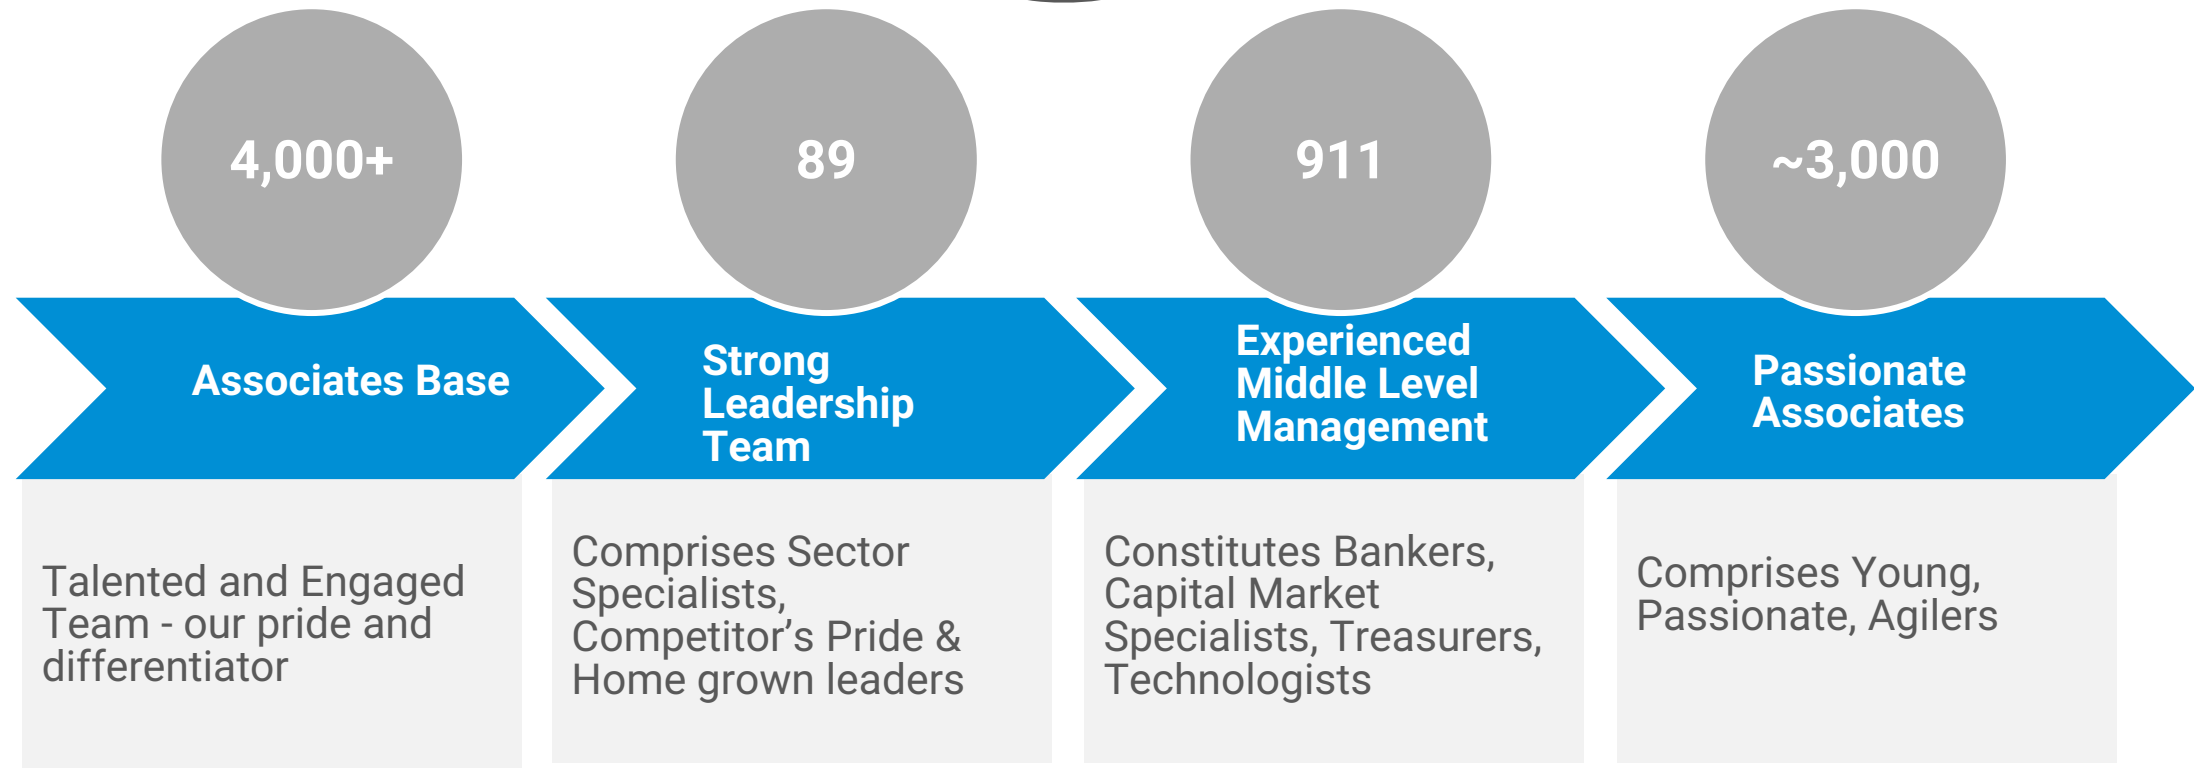 4,000+
89
911
~3,000
Associates Base
Strong
Leadership
Team
Experienced
Middle Level
Management
Passionate
Associates
Talented and Engaged
Team - our pride and
differentiator
Comprises Sector
Specialists,
Competitor’s Pride &
Home grown leaders
Constitutes Bankers,
Capital Market
Specialists, Treasurers,
Technologists
Comprises Young,
Passionate, Agilers